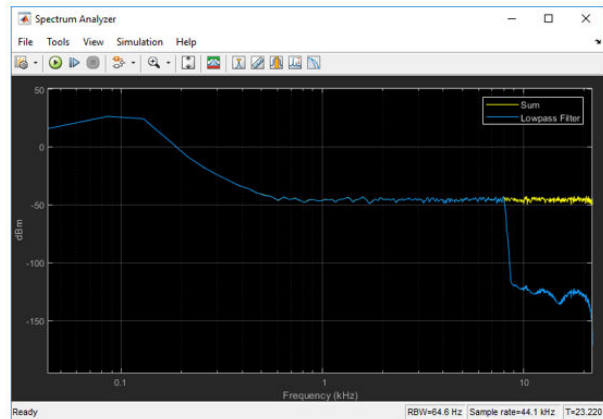 Spectrum Analyzer
File Tools View Simulation Help
50
0
-50
-100
-150
dBm
Sum
Lowpass Filter
0.1 1 10
Frequency (kHz)
Ready RBW=64.6 Hz Sample rate=44.1 kHz T=23.220